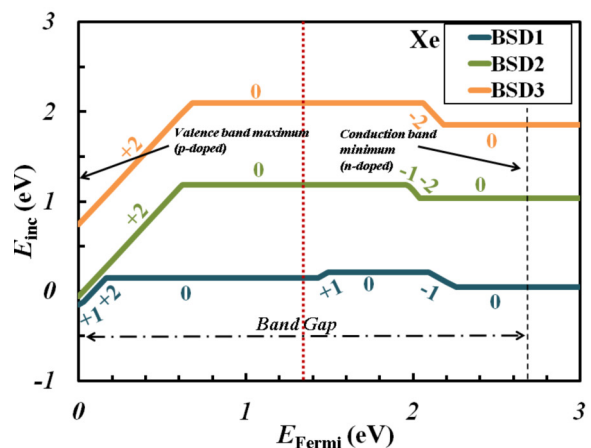 3
Xe
BSD1
BSD2
BSD3
0
-2
0
2
Valence band maximum
(p-doped)
Conduction band
minimum
(n-doped)
+2
0
-1
-2
0
1
+2
E_inc (eV)
0
+1
+2
0
+1
0
-1
0
Band Gap
-1
0
1
2
3
E_Fermi (eV)